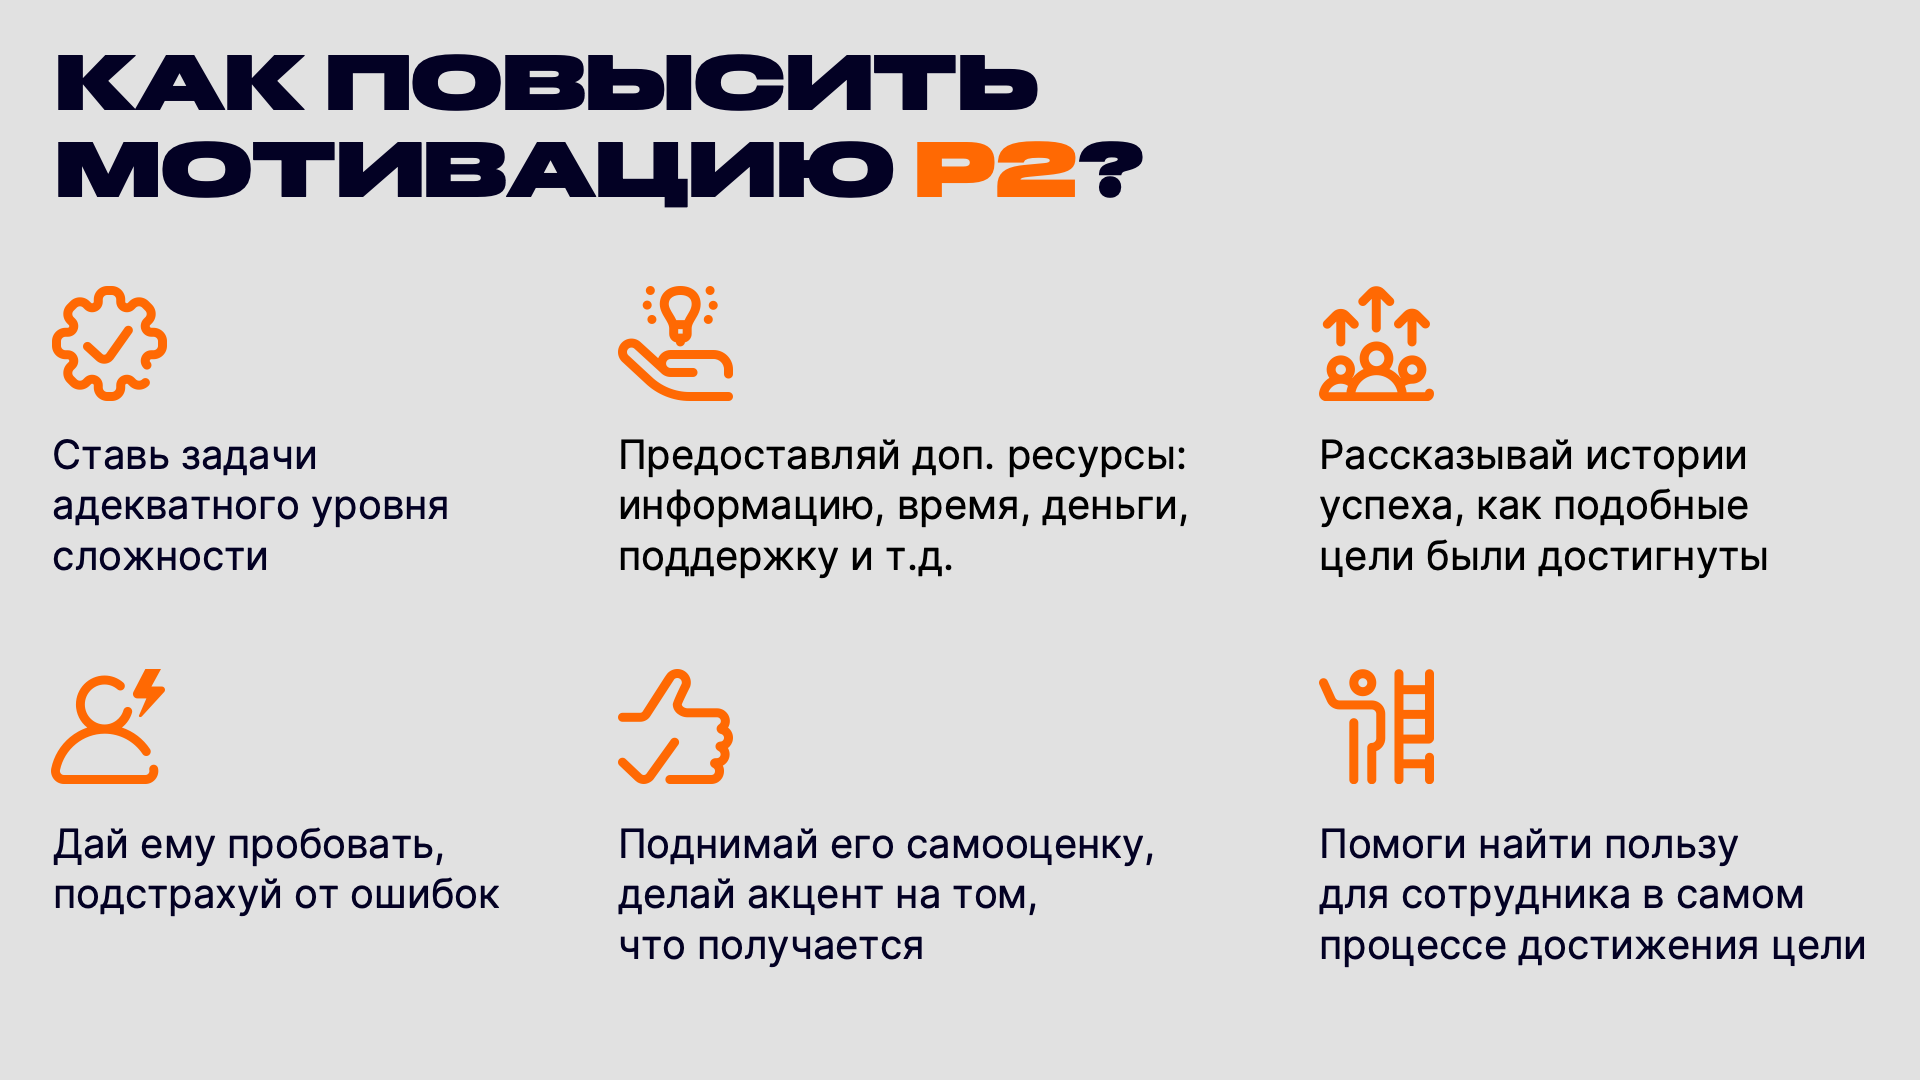 КАК ПОВЫСИТЬ
МОТИВАЦИЮ P2?
Ставь задачи
адекватного уровня
сложности
Предоставляй доп. ресурсы:
информацию, время, деньги,
поддержку и т.д.
Рассказывай истории
успеха, как подобные
цели были достигнуты
Дай ему пробовать,
подстрахуй от ошибок
Поднимай его самооценку,
делай акцент на том,
что получается
Помоги найти пользу
для сотрудника в самом
процессе достижения цели